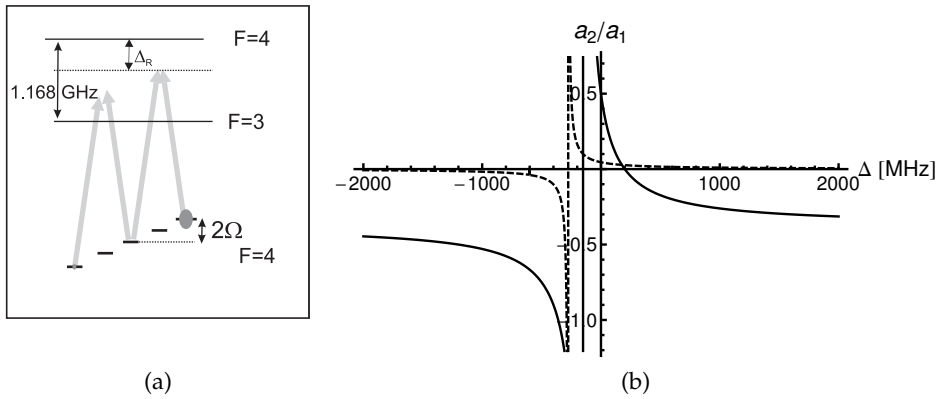 F=4
Δ_R
1.168 GHz
F=3
2Ω
F=4
(a)
a₂/a₁
0.5
−2000 −1000 1000 2000 Δ [MHz]
−0.5
−1.0
(b)